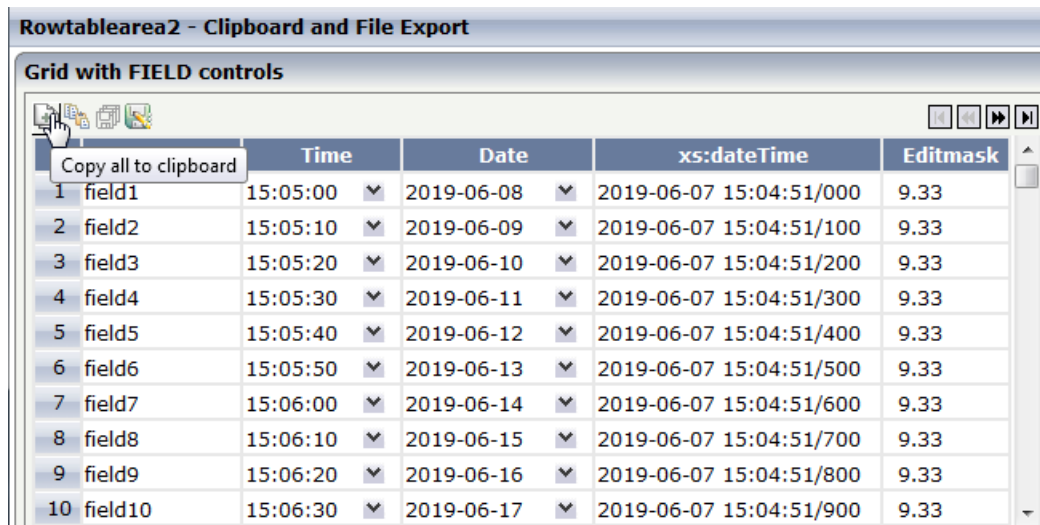 Rowtablearea2 - Clipboard and File Export
Grid with FIELD controls
Copy all to clipboard
Time Date xs:dateTime Editmask
1 field1 15:05:00 2019-06-08 2019-06-07 15:04:51/000 9.33
2 field2 15:05:10 2019-06-09 2019-06-07 15:04:51/100 9.33
3 field3 15:05:20 2019-06-10 2019-06-07 15:04:51/200 9.33
4 field4 15:05:30 2019-06-11 2019-06-07 15:04:51/300 9.33
5 field5 15:05:40 2019-06-12 2019-06-07 15:04:51/400 9.33
6 field6 15:05:50 2019-06-13 2019-06-07 15:04:51/500 9.33
7 field7 15:06:00 2019-06-14 2019-06-07 15:04:51/600 9.33
8 field8 15:06:10 2019-06-15 2019-06-07 15:04:51/700 9.33
9 field9 15:06:20 2019-06-16 2019-06-07 15:04:51/800 9.33
10 field10 15:06:30 2019-06-17 2019-06-07 15:04:51/900 9.33